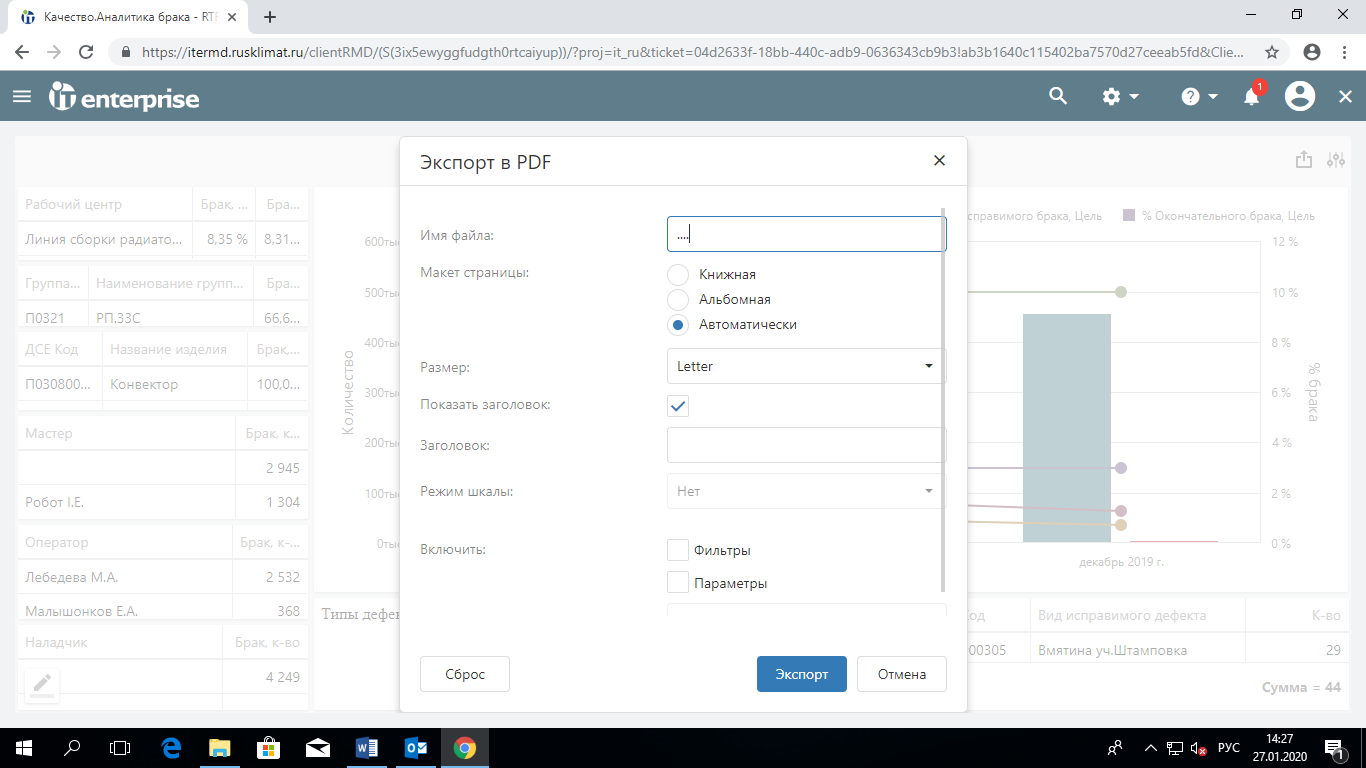 Качество.Аналитика брака - RTF
https://itermd.rusklimat.ru/clientRMD/(S(3ix5ewyggfudgth0rtcaiyup))/?proj=it_ru&ticket=04d2633f-18bb-440c-adb9-0636343cb9b3!ab3b1640c115402ba7570d27ceeab5fd&Clie...
IT enterprise
1
Экспорт в PDF
Имя файла:
....
Макет страницы:
Книжная
Альбомная
Автоматически
Размер:
Letter
Показать заголовок:
Заголовок:
Режим шкалы:
Нет
Включить:
Фильтры
Параметры
Сброс
Экспорт
Отмена
Рабочий центр Брак, ... Бра...
Линия сборки радиато... 8,35 % 8,31...
Группа... Наименование групп... Бра...
П0321 РП.33С 66,6...
ДСЕ Код Название изделия Брак,...
П030800... Конвектор 100,0...
Мастер Брак, к...
2 945
Робот I.E. 1 304
Оператор Брак, к-...
Лебедева М.А. 2 532
Малышонков Е.А. 368
Наладчик Брак, к-во
4 249
Количество
600тыс
500тыс
400тыс
300тыс
200тыс
100тыс
0тыс
Типы дефек
справимого брака, Цель
% Окончательного брака, Цель
12 %
10 %
8 %
6 %
4 %
2 %
0 %
% брака
декабрь 2019 г.
од Вид исправимого дефекта К-во
00305 Вмятина уч.Штамповка 29
Сумма = 44
РУС
14:27
27.01.2020
1